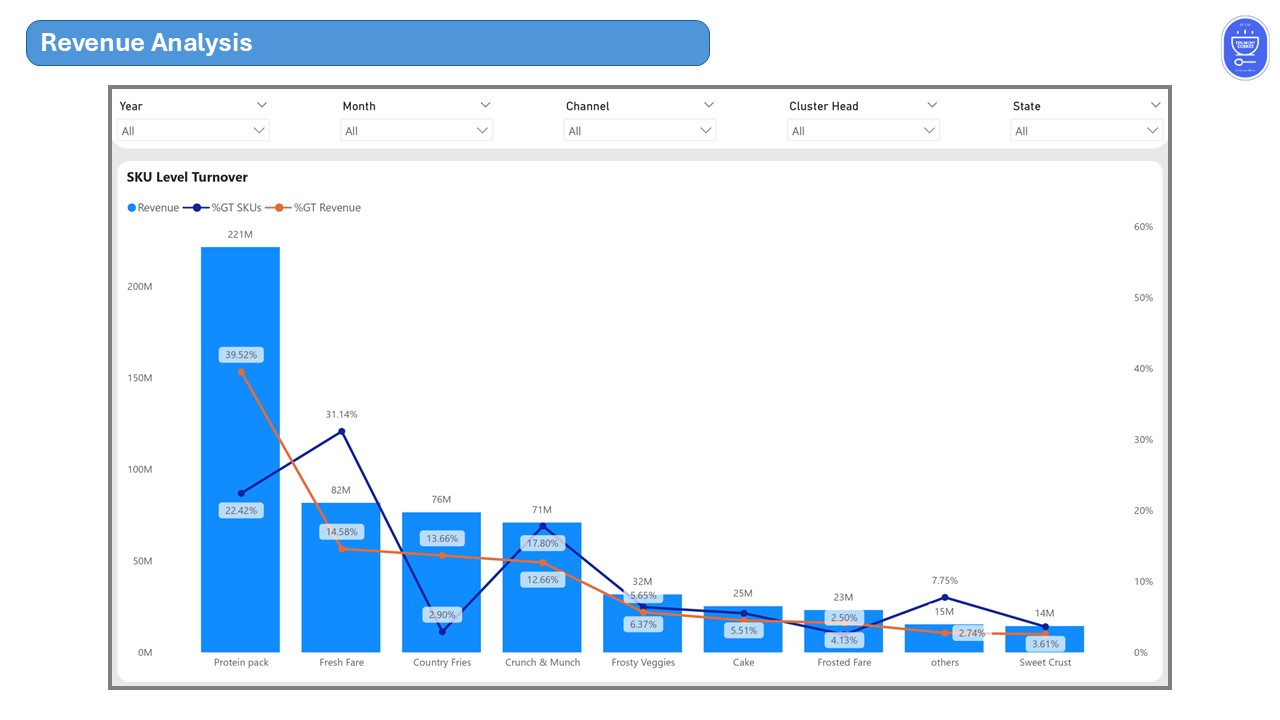 Revenue Analysis
Year
Month
Channel
Cluster Head
State
All
All
All
All
All
SKU Level Turnover
Revenue
%GT SKUs
%GT Revenue
221M
60%
200M
50%
39.52%
150M
40%
31.14%
30%
100M
82M
76M
71M
22.42%
20%
14.58%
13.66%
17.80%
12.66%
50M
32M
10%
7.75%
5.65%
25M
23M
15M
14M
2.90%
6.37%
5.51%
2.50%
4.13%
2.74%
3.61%
0M
0%
Protein pack
Fresh Fare
Country Fries
Crunch & Munch
Frosty Veggies
Cake
Frosted Fare
others
Sweet Crust